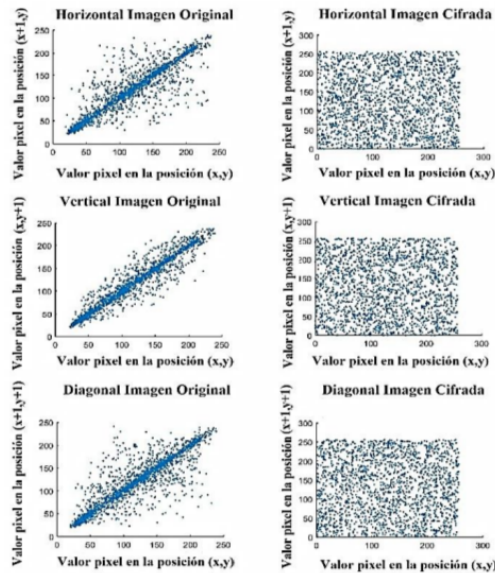 Horizontal Imagen Original
Valor pixel en la posición (x+1,y)
250
200
150
100
50
0
0 50 100 150 200 250
Valor pixel en la posición (x,y)
Horizontal Imagen Cifrada
Valor pixel en la posición (x+1,y)
300
250
200
150
100
50
0
0 100 200 300
Valor pixel en la posición (x,y)
Vertical Imagen Original
Valor pixel en la posición (x,y+1)
250
200
150
100
50
0
0 50 100 150 200 250
Valor pixel en la posición (x,y)
Vertical Imagen Cifrada
Valor pixel en la posición (x,y+1)
300
250
200
150
100
50
0
0 100 200 300
Valor pixel en la posición (x,y)
Diagonal Imagen Original
Valor pixel en la posición (x+1,y+1)
250
200
150
100
50
0
0 50 100 150 200 250
Valor pixel en la posición (x,y)
Diagonal Imagen Cifrada
Valor pixel en la posición (x+1,y+1)
300
250
200
150
100
50
0
0 100 200 300
Valor pixel en la posición (x,y)